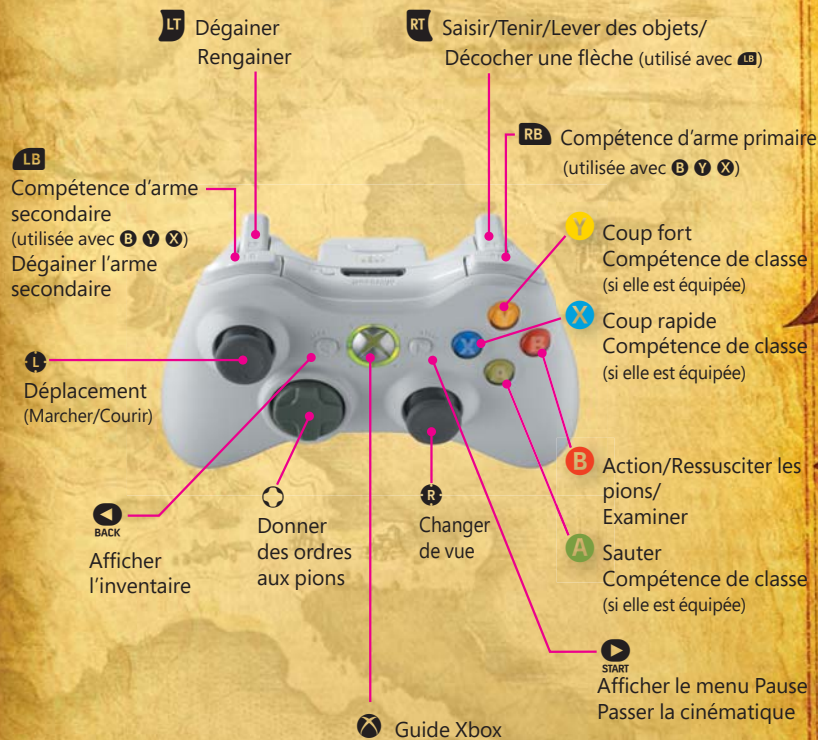 LT Dégainer
Rengainer
RT Saisir/Tenir/Lever des objets/
Décocher une flèche (utilisé avec LB)
LB
Compétence d'arme
secondaire
(utilisée avec B Y X)
Dégainer l'arme
secondaire
RB Compétence d'arme primaire
(utilisée avec B Y X)
Y Coup fort
Compétence de classe
(si elle est équipée)
X Coup rapide
Compétence de classe
(si elle est équipée)
L
Déplacement
(Marcher/Courir)
B Action/Ressusciter les
pions/
Examiner
BACK
Afficher
l'inventaire
Donner
des ordres
aux pions
R
Changer
de vue
A Sauter
Compétence de classe
(si elle est équipée)
START
Afficher le menu Pause
Passer la cinématique
Guide Xbox
Y
X
B
A